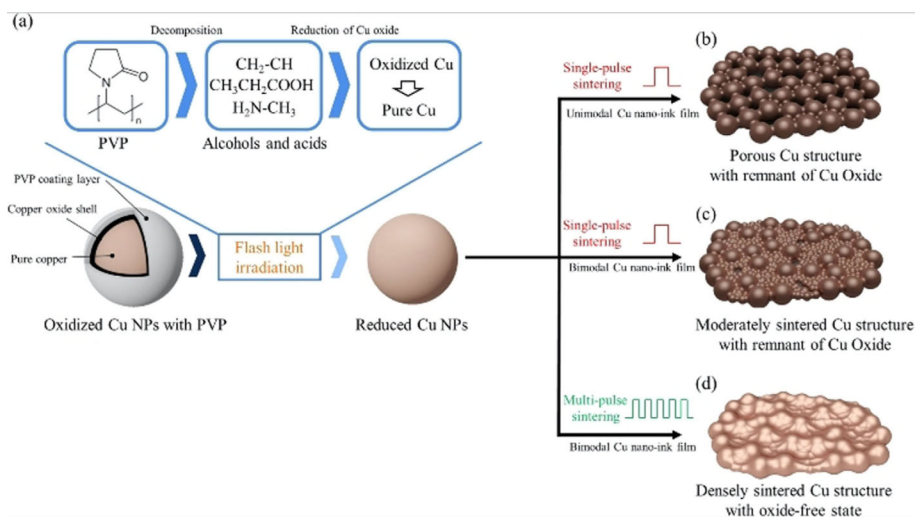 (a)
Decomposition
Reduction of Cu oxide
N
O
n
PVP
CH₂-CH
CH₃CH₂COOH
H₂N-CH₃
Alcohols and acids
Oxidized Cu
Pure Cu
PVP coating layer
Copper oxide shell
Pure copper
Oxidized Cu NPs with PVP
Flash light
irradiation
Reduced Cu NPs
(b)
Single-pulse
sintering
Unimodal Cu nano-ink film
Porous Cu structure
with remnant of Cu Oxide
(c)
Single-pulse
sintering
Bimodal Cu nano-ink film
Moderately sintered Cu structure
with remnant of Cu Oxide
(d)
Multi-pulse
sintering
Bimodal Cu nano-ink film
Densely sintered Cu structure
with oxide-free state